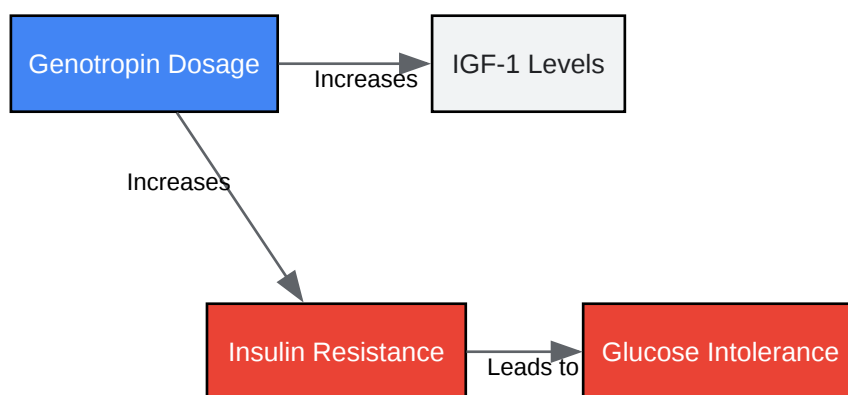 Genotropin Dosage
Increases
IGF-1 Levels
Increases
Insulin Resistance
Leads to
Glucose Intolerance